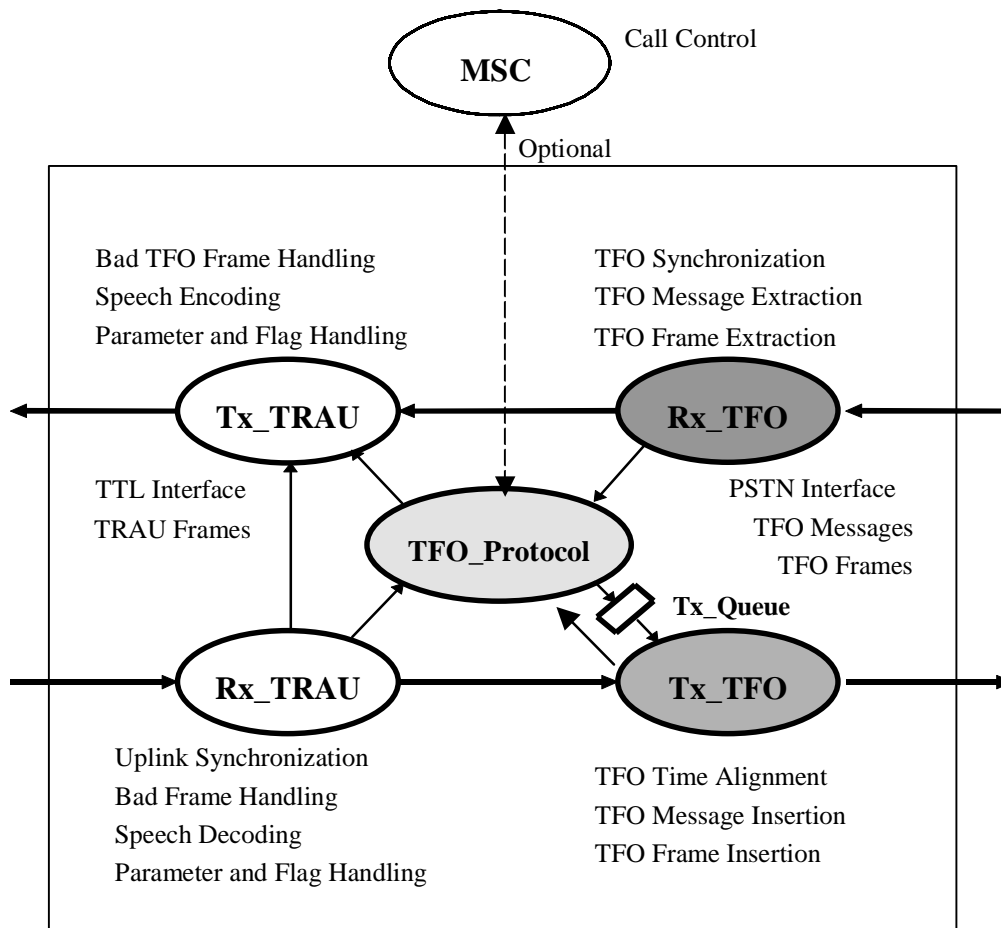 Call Control
MSC
Optional
Bad TFO Frame Handling
Speech Encoding
Parameter and Flag Handling
TFO Synchronization
TFO Message Extraction
TFO Frame Extraction
Tx_TRAU
Rx_TFO
TTL Interface
TRAU Frames
PSTN Interface
TFO Messages
TFO Frames
TFO_Protocol
Tx_Queue
Rx_TRAU
Tx_TFO
Uplink Synchronization
Bad Frame Handling
Speech Decoding
Parameter and Flag Handling
TFO Time Alignment
TFO Message Insertion
TFO Frame Insertion